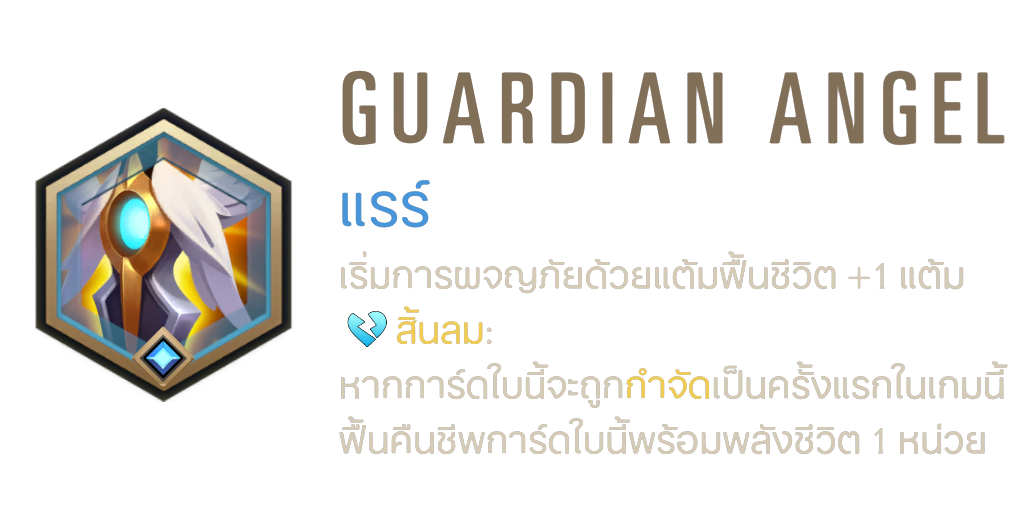 GUARDIAN ANGEL
แรร์
เริ่มการผจญภัยด้วยแต้มฟื้นชีวิต +1 แต้ม
สิ้นลม:
หากการ์ดใบนี้จะถูกกำจัดเป็นครั้งแรกในเกมนี้
ฟื้นคืนชีพการ์ดใบนี้พร้อมพลังชีวิต 1 หน่วย